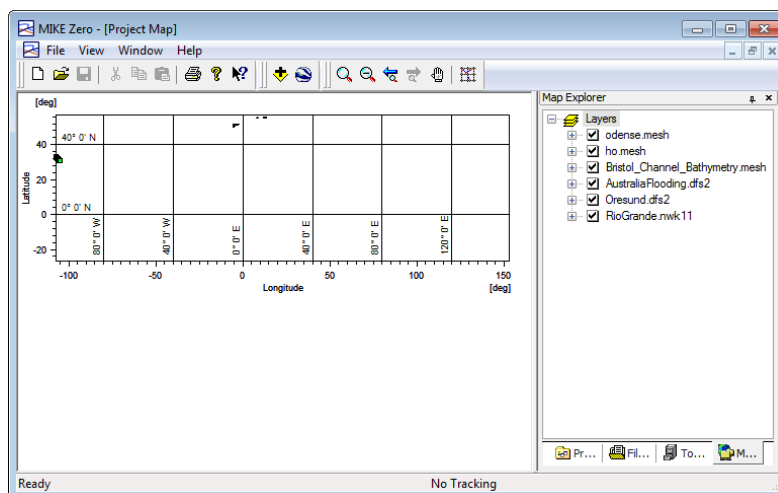 MIKE Zero - [Project Map]
File View Window Help
[deg]
40° 0' N
0° 0' N
80° 0' W
40° 0' W
0° 0' E
40° 0' E
80° 0' E
120° 0' E
Latitude
40
20
0
-20
-100
-50
0
50
100
150
Longitude
[deg]
Map Explorer
Layers
odense.mesh
ho.mesh
Bristol_Channel_Bathymetry.mesh
AustraliaFlooding.dfs2
Oresund.dfs2
RioGrande.nwk11
Pr...
Fil...
To...
M...
Ready
No Tracking